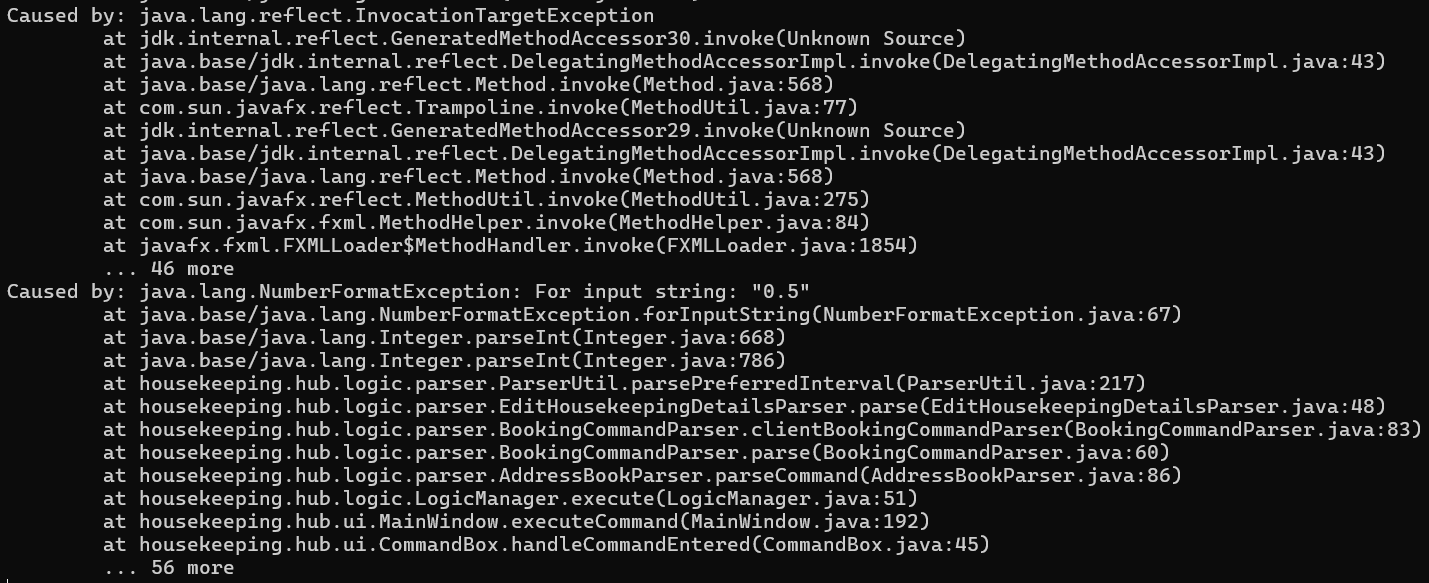 Caused by: java.lang.reflect.InvocationTargetException
at jdk.internal.reflect.GeneratedMethodAccessor30.invoke(Unknown Source)
at java.base/jdk.internal.reflect.DelegatingMethodAccessorImpl.invoke(DelegatingMethodAccessorImpl.java:43)
at java.base/java.lang.reflect.Method.invoke(Method.java:568)
at com.sun.javafx.reflect.Trampoline.invoke(MethodUtil.java:77)
at jdk.internal.reflect.GeneratedMethodAccessor29.invoke(Unknown Source)
at java.base/jdk.internal.reflect.DelegatingMethodAccessorImpl.invoke(DelegatingMethodAccessorImpl.java:43)
at java.base/java.lang.reflect.Method.invoke(Method.java:568)
at com.sun.javafx.reflect.MethodUtil.invoke(MethodUtil.java:275)
at com.sun.javafx.fxml.MethodHelper.invoke(MethodHelper.java:84)
at javafx.fxml.FXMLLoader$MethodHandler.invoke(FXMLLoader.java:1854)
... 46 more
Caused by: java.lang.NumberFormatException: For input string: "0.5"
at java.base/java.lang.NumberFormatException.forInputString(NumberFormatException.java:67)
at java.base/java.lang.Integer.parseInt(Integer.java:668)
at java.base/java.lang.Integer.parseInt(Integer.java:786)
at housekeeping.hub.logic.parser.ParserUtil.parsePreferredInterval(ParserUtil.java:217)
at housekeeping.hub.logic.parser.EditHousekeepingDetailsParser.parse(EditHousekeepingDetailsParser.java:48)
at housekeeping.hub.logic.parser.BookingCommandParser.clientBookingCommandParser(BookingCommandParser.java:83)
at housekeeping.hub.logic.parser.BookingCommandParser.parse(BookingCommandParser.java:60)
at housekeeping.hub.logic.parser.AddressBookParser.parseCommand(AddressBookParser.java:86)
at housekeeping.hub.logic.LogicManager.execute(LogicManager.java:51)
at housekeeping.hub.ui.MainWindow.executeCommand(MainWindow.java:192)
at housekeeping.hub.ui.CommandBox.handleCommandEntered(CommandBox.java:45)
... 56 more